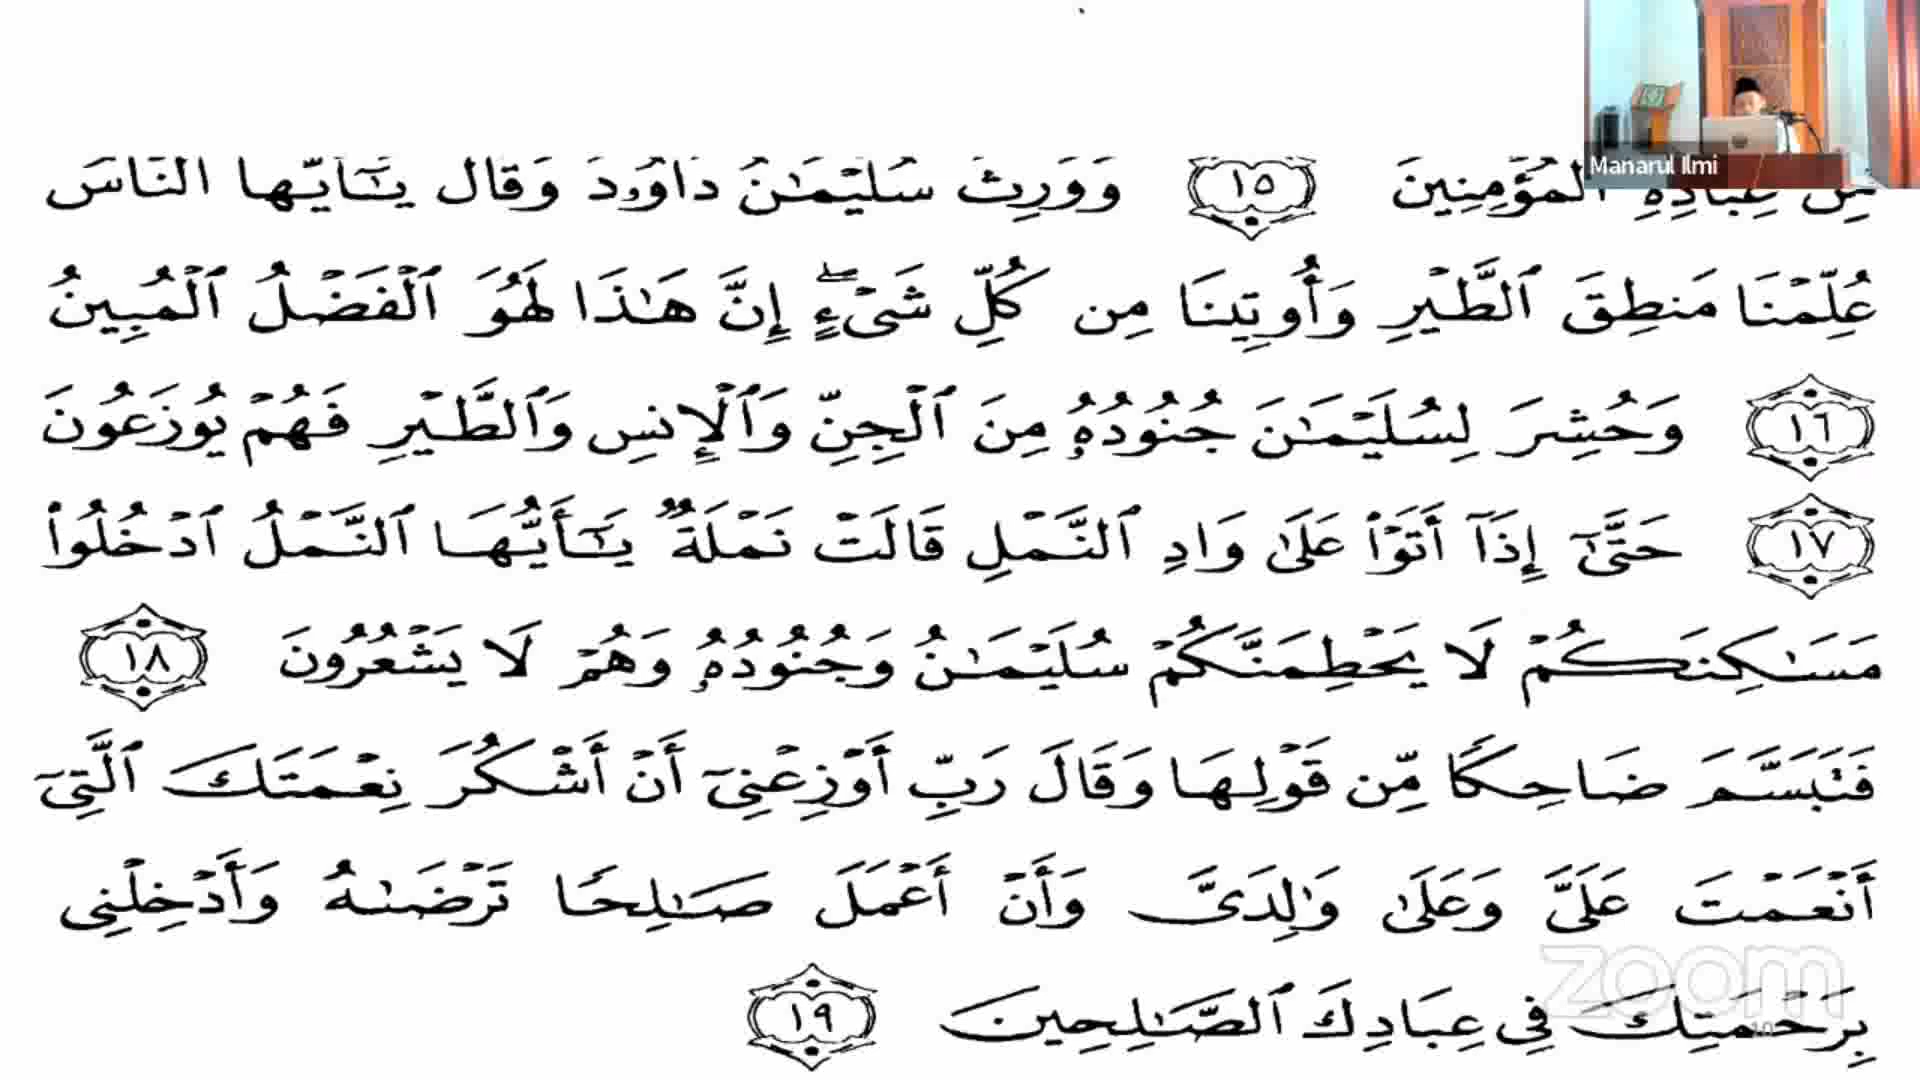 Manarul Ilmi
مِّنْ عِبَادِهِ ٱلْمُؤْمِنِينَ ١٥ وَوَرِثَ سُلَيْمَـٰنُ دَاوُۥدَ وَقَالَ يَـٰٓأَيُّهَا ٱلنَّاسُ
عُلِّمْنَا مَنطِقَ ٱلطَّيْرِ وَأُوتِينَا مِن كُلِّ شَىْءٍ ۖ إِنَّ هَـٰذَا لَهُوَ ٱلْفَضْلُ ٱلْمُبِينُ
١٦ وَحُشِرَ لِسُلَيْمَـٰنَ جُنُودُهُۥ مِنَ ٱلْجِنِّ وَٱلْإِنسِ وَٱلطَّيْرِ فَهُمْ يُوزَعُونَ
١٧ حَتَّىٰٓ إِذَآ أَتَوْا۟ عَلَىٰ وَادِ ٱلنَّمْلِ قَالَتْ نَمْلَةٌ يَـٰٓأَيُّهَا ٱلنَّمْلُ ٱدْخُلُوا۟
مَسَـٰكِنَكُمْ لَا يَحْطِمَنَّكُمْ سُلَيْمَـٰنُ وَجُنُودُهُۥ وَهُمْ لَا يَشْعُرُونَ ١٨
فَتَبَسَّمَ ضَاحِكًا مِّن قَوْلِهَا وَقَالَ رَبِّ أَوْزِعْنِىٓ أَنْ أَشْكُرَ نِعْمَتَكَ ٱلَّتِىٓ
أَنْعَمْتَ عَلَىَّ وَعَلَىٰ وَٰلِدَىَّ وَأَنْ أَعْمَلَ صَـٰلِحًا تَرْضَىٰهُ وَأَدْخِلْنِى
بِرَحْمَتِكَ فِى عِبَادِكَ ٱلصَّـٰلِحِينَ ١٩
zoom
10